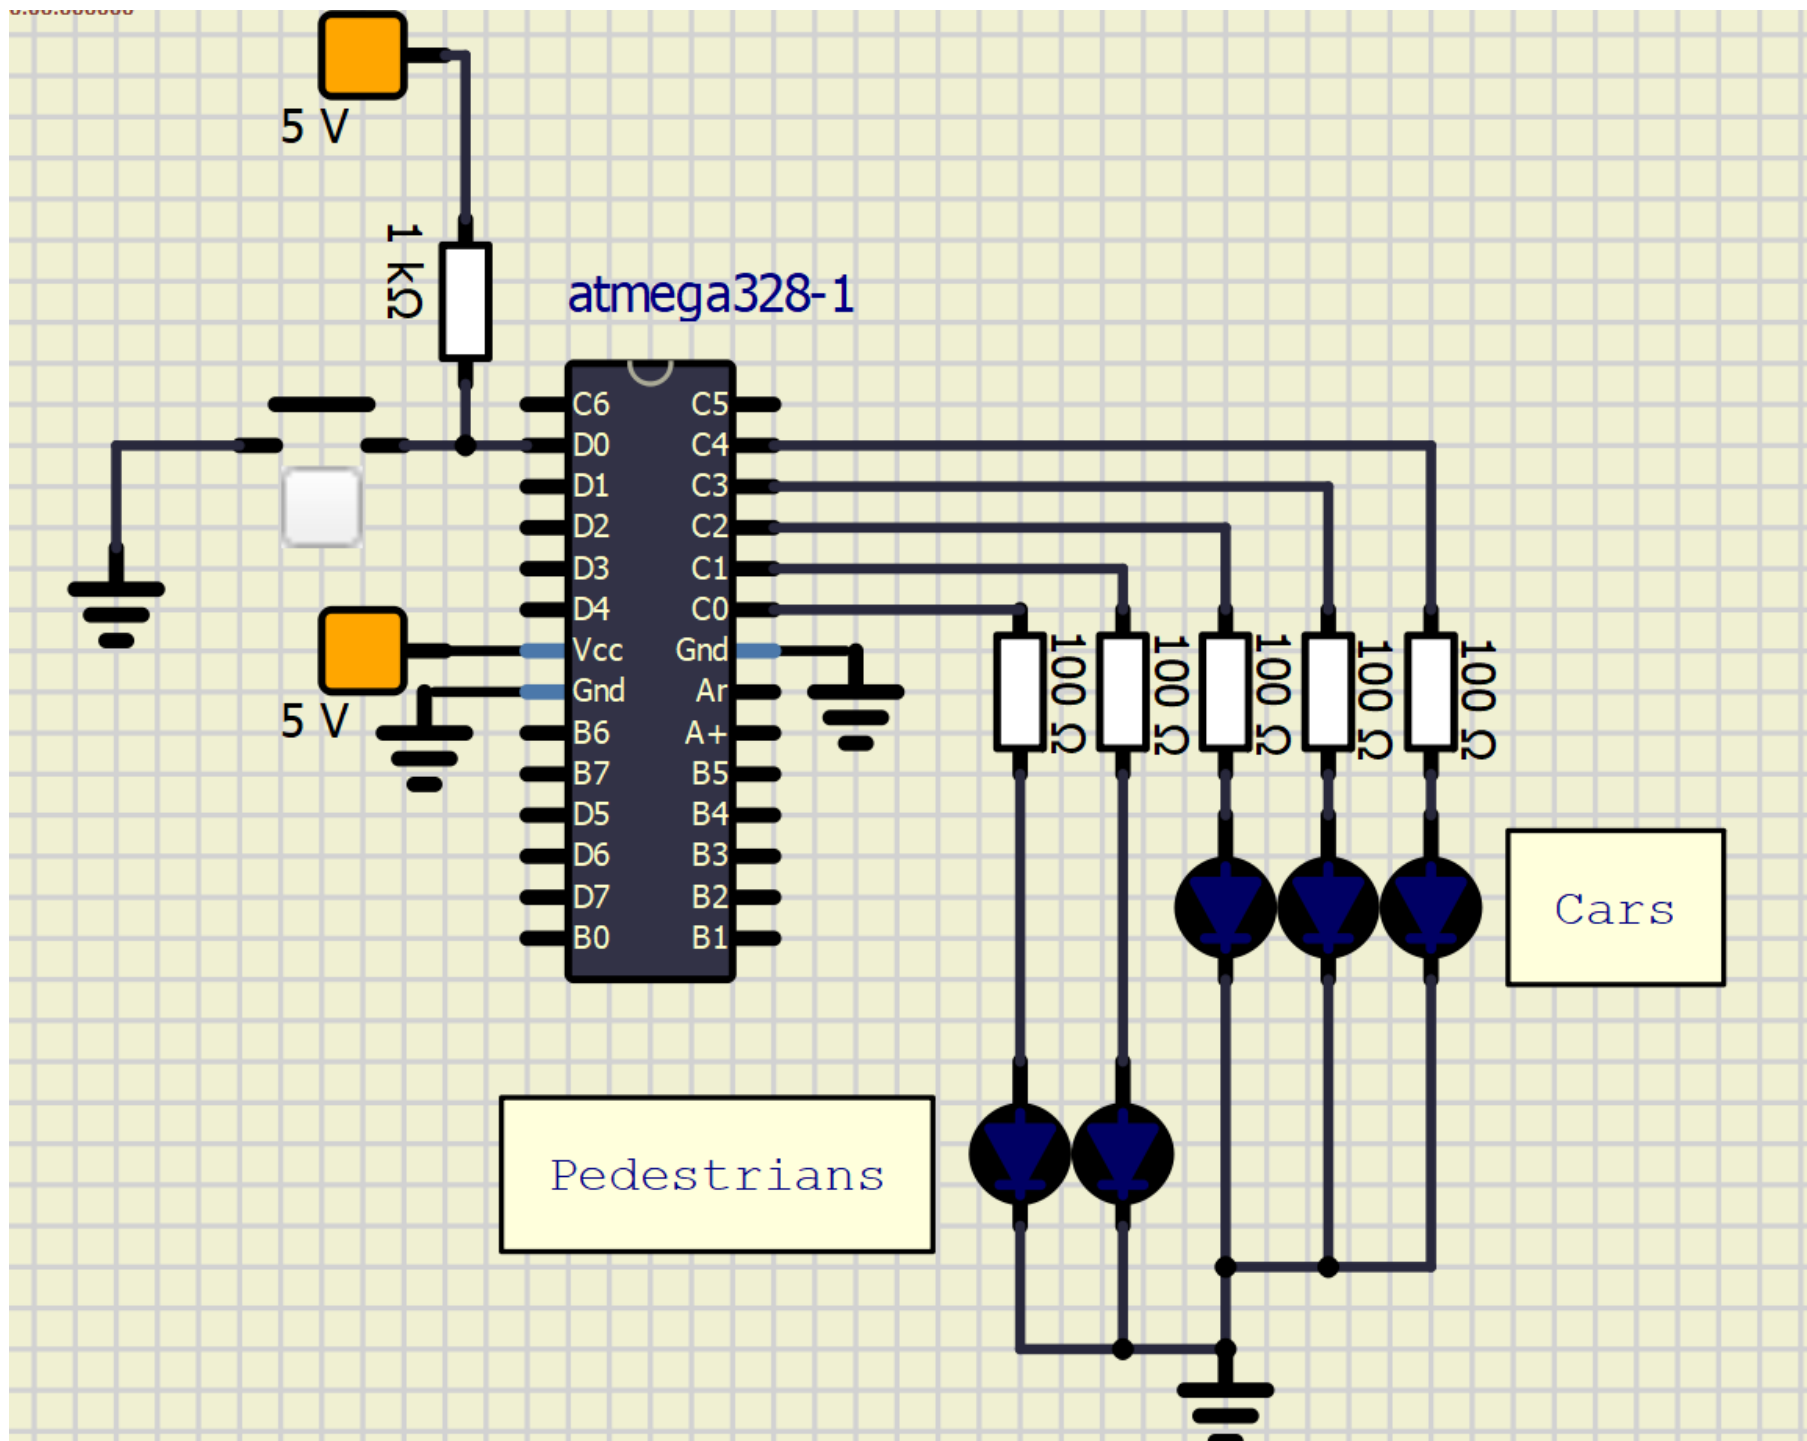 5 V
1 kΩ
atmega328-1
C6 C5
D0 C4
D1 C3
D2 C2
D3 C1
D4 C0
Vcc Gnd
Gnd Ar
B6 A+
B7 B5
D5 B4
D6 B3
D7 B2
B0 B1
5 V
100 Ω
100 Ω
100 Ω
100 Ω
100 Ω
Cars
Pedestrians